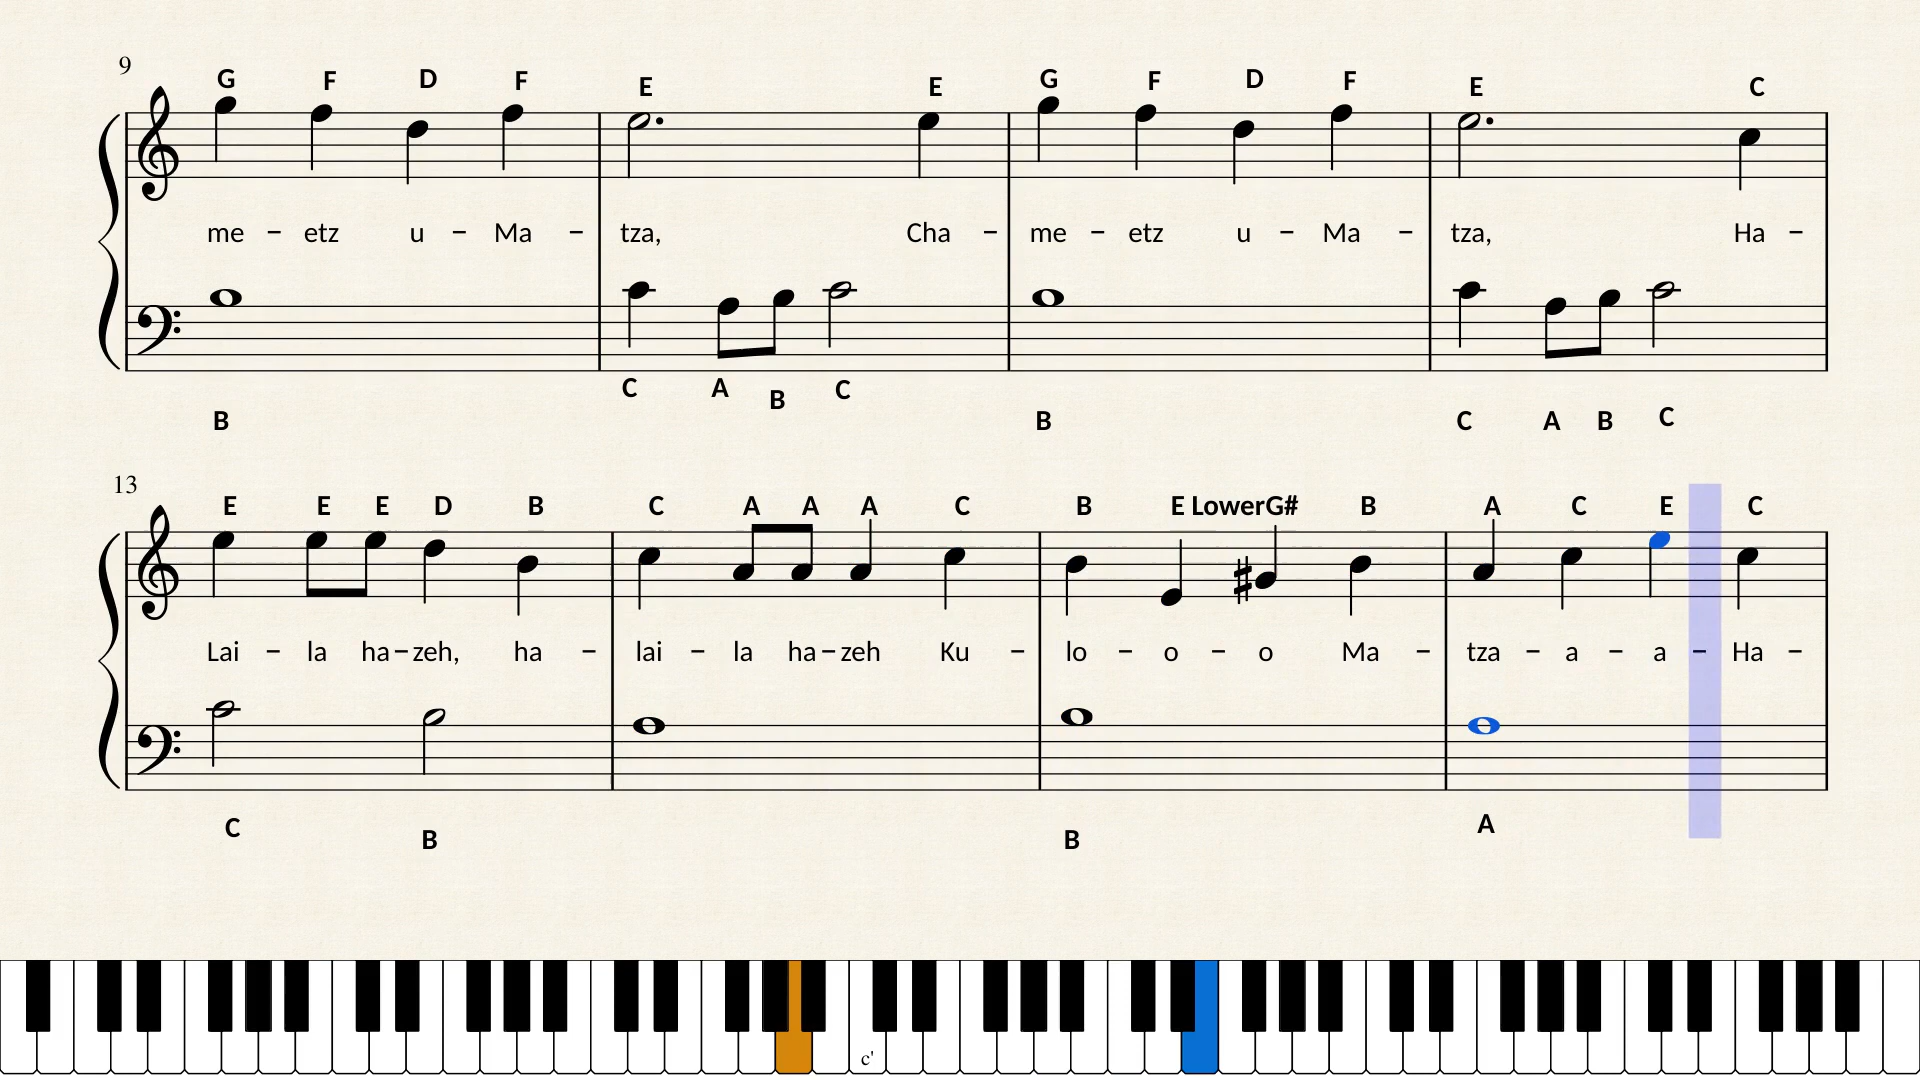 9
G F D F E E G F D F E C
me – etz u – Ma – tza, Cha – me – etz u – Ma – tza, Ha –
C A B C
B B C A B C
13
E E E D B C A A A C B E LowerG# B A C E C
Lai – la ha – zeh, ha – lai – la ha – zeh Ku – lo – o – o Ma – tza – a – a – Ha –
C B B A
c'